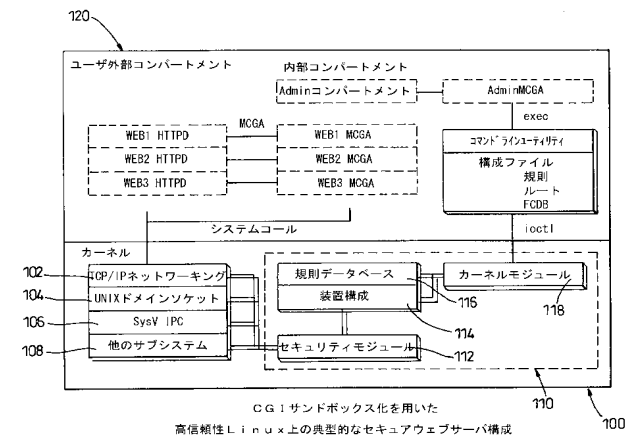 120
ユーザ外部コンパートメント
内部コンパートメント
Adminコンパートメント
AdminMCGA
exec
MCGA
WEB1 HTTPD
WEB1 MCGA
WEB2 HTTPD
WEB2 MCGA
WEB3 HTTPD
WEB3 MCGA
コマンドラインユーティリティ
構成ファイル
規則
ルート
FCDB
システムコール
ioctl
カーネル
102
TCP/IPネットワーキング
104
UNIXドメインソケット
106
SysV IPC
108
他のサブシステム
規則データベース
116
装置構成
114
カーネルモジュール
118
セキュリティモジュール
112
110
100
CGIサンドボックス化を用いた
高信頼性Linux上の典型的なセキュアウェブサーバ構成